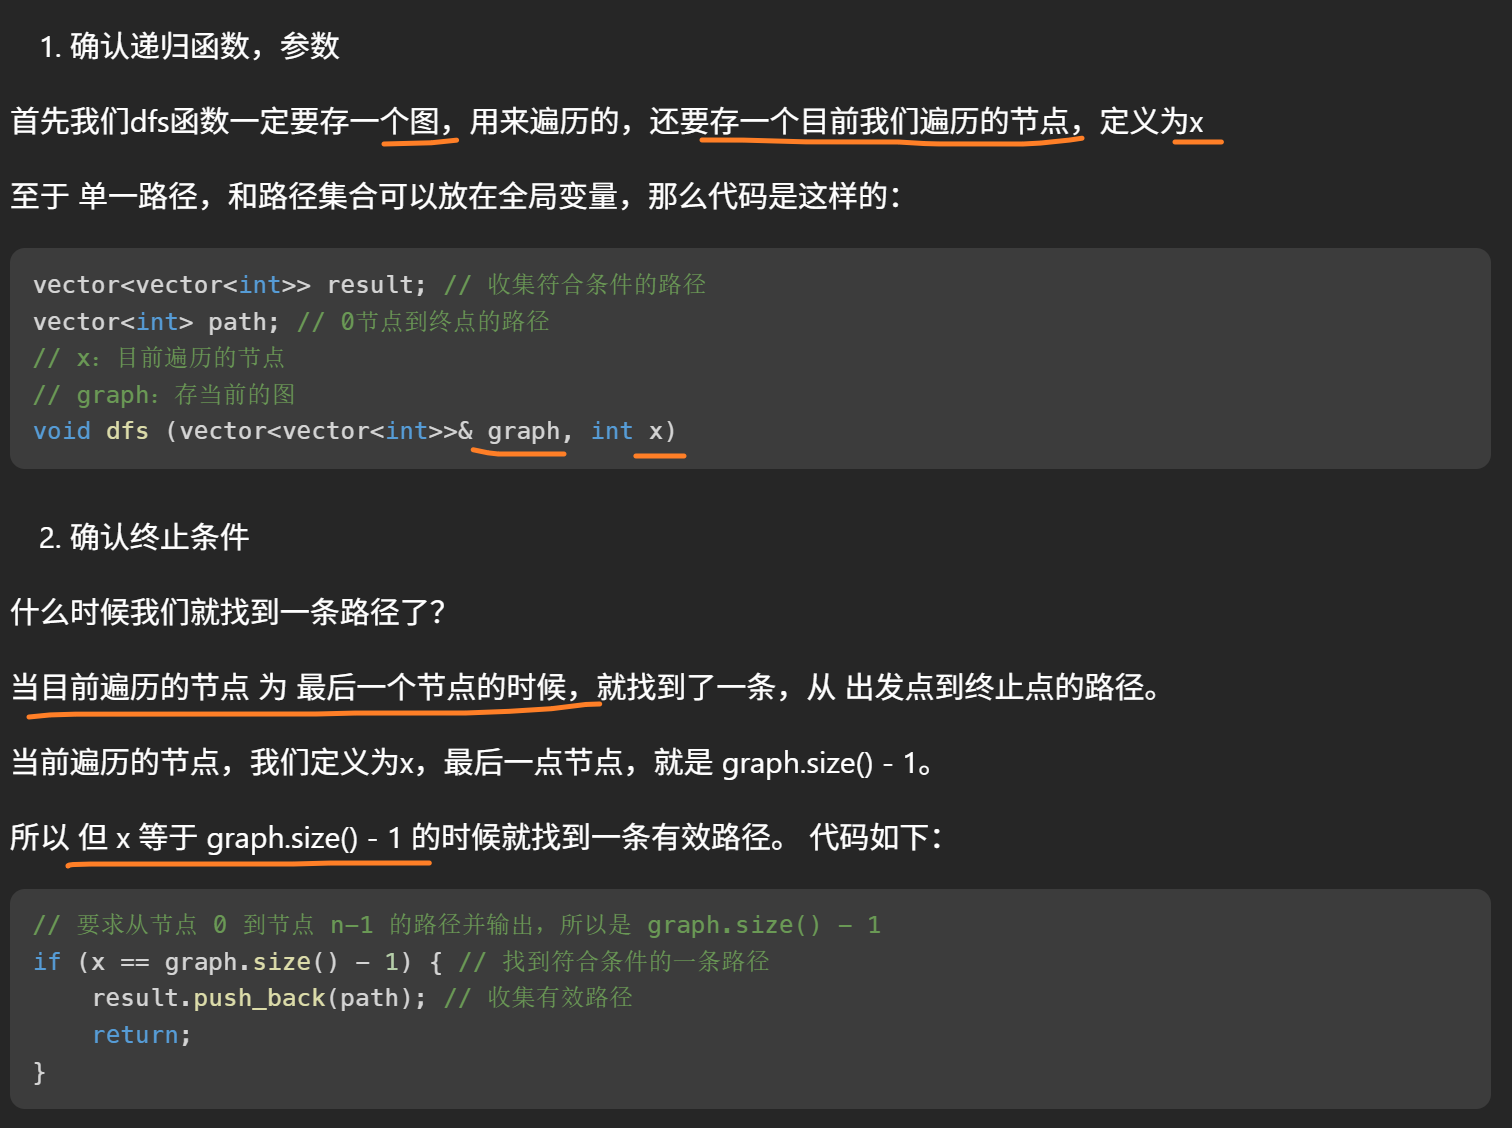 1. 确认递归函数，参数
首先我们dfs函数一定要存一个图，用来遍历的，还要存一个目前我们遍历的节点，定义为x
至于 单一路径，和路径集合可以放在全局变量，那么代码是这样的：
vector<vector<int>> result; // 收集符合条件的路径
vector<int> path; // 0节点到终点的路径
// x：目前遍历的节点
// graph：存当前的图
void dfs (vector<vector<int>>& graph, int x)
2. 确认终止条件
什么时候我们就找到一条路径了？
当目前遍历的节点 为 最后一个节点的时候，就找到了一条，从 出发点到终止点的路径。
当前遍历的节点，我们定义为x，最后一点节点，就是 graph.size() - 1。
所以 但 x 等于 graph.size() - 1 的时候就找到一条有效路径。 代码如下：
// 要求从节点 0 到节点 n-1 的路径并输出，所以是 graph.size() - 1
if (x == graph.size() - 1) { // 找到符合条件的一条路径
    result.push_back(path); // 收集有效路径
    return;
}